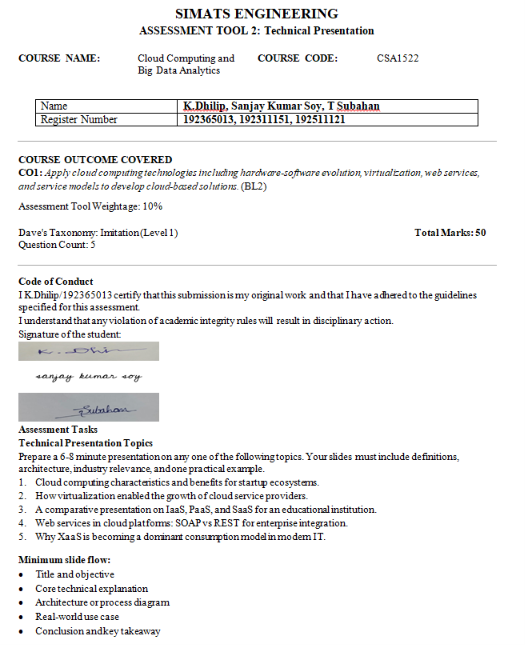 SIMATS ENGINEERING
ASSESSMENT TOOL 2: Technical Presentation
COURSE NAME: Cloud Computing and Big Data Analytics COURSE CODE: CSA1522
Name K.Dhilip, Sanjay Kumar Soy, T Subahan
Register Number 192365013, 192311151, 192511121
COURSE OUTCOME COVERED
CO1: Apply cloud computing technologies including hardware-software evolution, virtualization, web services,
and service models to develop cloud-based solutions. (BL2)
Assessment Tool Weightage: 10%
Dave's Taxonomy: Imitation (Level 1) Total Marks: 50
Question Count: 5
Code of Conduct
I K.Dhilip/192365013 certify that this submission is my original work and that I have adhered to the guidelines
specified for this assessment.
I understand that any violation of academic integrity rules will result in disciplinary action.
Signature of the student:
K. Dhi
sanjay kumar soy
Subahan
Assessment Tasks
Technical Presentation Topics
Prepare a 6-8 minute presentation on any one of the following topics. Your slides must include definitions,
architecture, industry relevance, and one practical example.
1. Cloud computing characteristics and benefits for startup ecosystems.
2. How virtualization enabled the growth of cloud service providers.
3. A comparative presentation on IaaS, PaaS, and SaaS for an educational institution.
4. Web services in cloud platforms: SOAP vs REST for enterprise integration.
5. Why XaaS is becoming a dominant consumption model in modern IT.
Minimum slide flow:
• Title and objective
• Core technical explanation
• Architecture or process diagram
• Real-world use case
• Conclusion and key takeaway